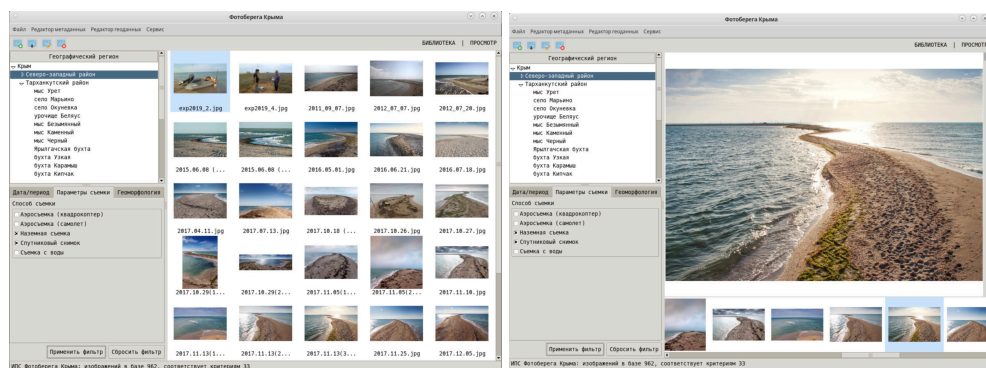 Фотоберега Крыма
Файл Редактор метаданных Редактор геоданных Сервис
БИБЛИОТЕКА | ПРОСМОТР
Географический регион
Крым
Северо-западный район
Тарханкутский район
мыс Урет
село Марьино
село Окуневка
урочище Беляус
мыс Безымянный
мыс Каменный
мыс Черный
Ярылгачская бухта
бухта Узкая
бухта Карамыш
бухта Кипчак
Дата/период Параметры съемки Геоморфология
Способ съемки
Аэросъемка (квадрокоптер)
Аэросъемка (самолет)
Наземная съемка
Спутниковый снимок
Съемка с воды
Применить фильтр Сбросить фильтр
exp2019_2.jpg exp2019_4.jpg 2011_09_07.jpg 2012_07_07.jpg 2012_07_20.jpg
2015.06.08 (... 2015.06.08 (... 2016.05.01.jpg 2016.06.21.jpg 2016.07.18.jpg
2017.04.11.jpg 2017.07.13.jpg 2017.10.18 (... 2017.10.26.jpg 2017.10.27.jpg
2017.10.29(1... 2017.10.29(2... 2017.11.05(1... 2017.11.05(2... 2017.11.10.jpg
2017.11.13(1... 2017.11.13(2... 2017.11.13(3... 2017.11.25.jpg 2017.12.05.jpg
ИПС Фотоберега Крыма: изображений в базе 962, соответствует критериям 33
Фотоберега Крыма
Файл Редактор метаданных Редактор геоданных Сервис
БИБЛИОТЕКА | ПРОСМОТР
Географический регион
Крым
Северо-западный район
Тарханкутский район
мыс Урет
село Марьино
село Окуневка
урочище Беляус
мыс Безымянный
мыс Каменный
мыс Черный
Ярылгачская бухта
бухта Узкая
бухта Карамыш
бухта Кипчак
Дата/период Параметры съемки Геоморфология
Способ съемки
Аэросъемка (квадрокоптер)
Аэросъемка (самолет)
Наземная съемка
Спутниковый снимок
Съемка с воды
Применить фильтр Сбросить фильтр
ИПС Фотоберега Крыма: изображений в базе 962, соответствует критериям 33